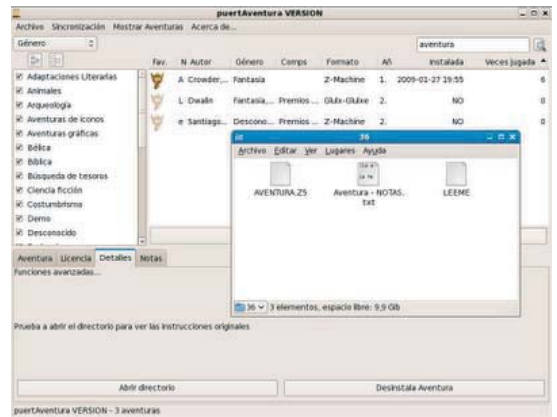 puertAventura VERSION
Archivo Sincronización Mostrar Aventuras Acerca de...
Género
aventura
Fav. N Autor Género Comps Formato Añ Instalada Veces jugada
A Crowder,... Fantasía Z-Machine 1. 2009-01-27 19:55 6
L Dwalin Fantasía,... Premios ... Glulx-Glulxe 2. NO 0
e Santiago... Descono... Premios ... Z-Machine 2. NO 0
Adaptaciones Literarias
Animales
Arqueología
Aventuras de iconos
Aventuras gráficas
Bélica
Bíblica
Búsqueda de tesoros
Ciencia ficción
Costumbrismo
Demo
Desconocido
36
Archivo Editar Ver Lugares Ayuda
AVENTURA.Z5
Aventura - NOTAS.
txt
LEEME
36 3 elementos, espacio libre: 9,9 Gib
Aventura Licencia Detalles Notas
Funciones avanzadas...
Prueba a abrir el directorio para ver las instrucciones originales
Abrir directorio
Desinstala Aventura
puertAventura VERSION - 3 aventuras